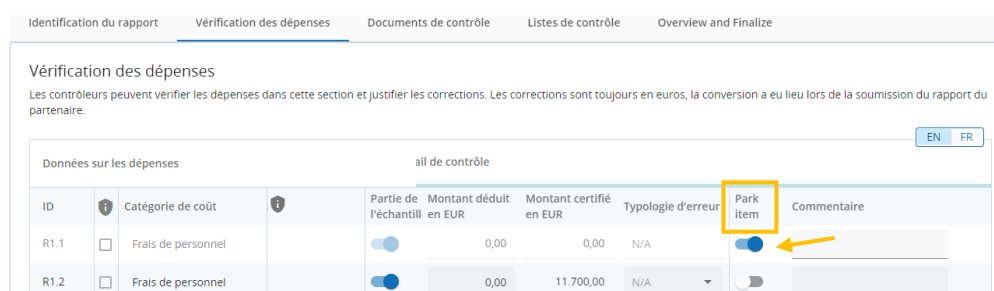 Identification du rapport Vérification des dépenses Documents de contrôle Listes de contrôle Overview and Finalize
Vérification des dépenses
Les contrôleurs peuvent vérifier les dépenses dans cette section et justifier les corrections. Les corrections sont toujours en euros, la conversion a eu lieu lors de la soumission du rapport du
partenaire.
EN FR
Données sur les dépenses ail de contrôle
ID Catégorie de coût Partie de l'échantill Montant déduit en EUR Montant certifié en EUR Typologie d'erreur Park item Commentaire
R1.1 Frais de personnel 0,00 0,00 N/A
R1.2 Frais de personnel 0,00 11.700,00 N/A